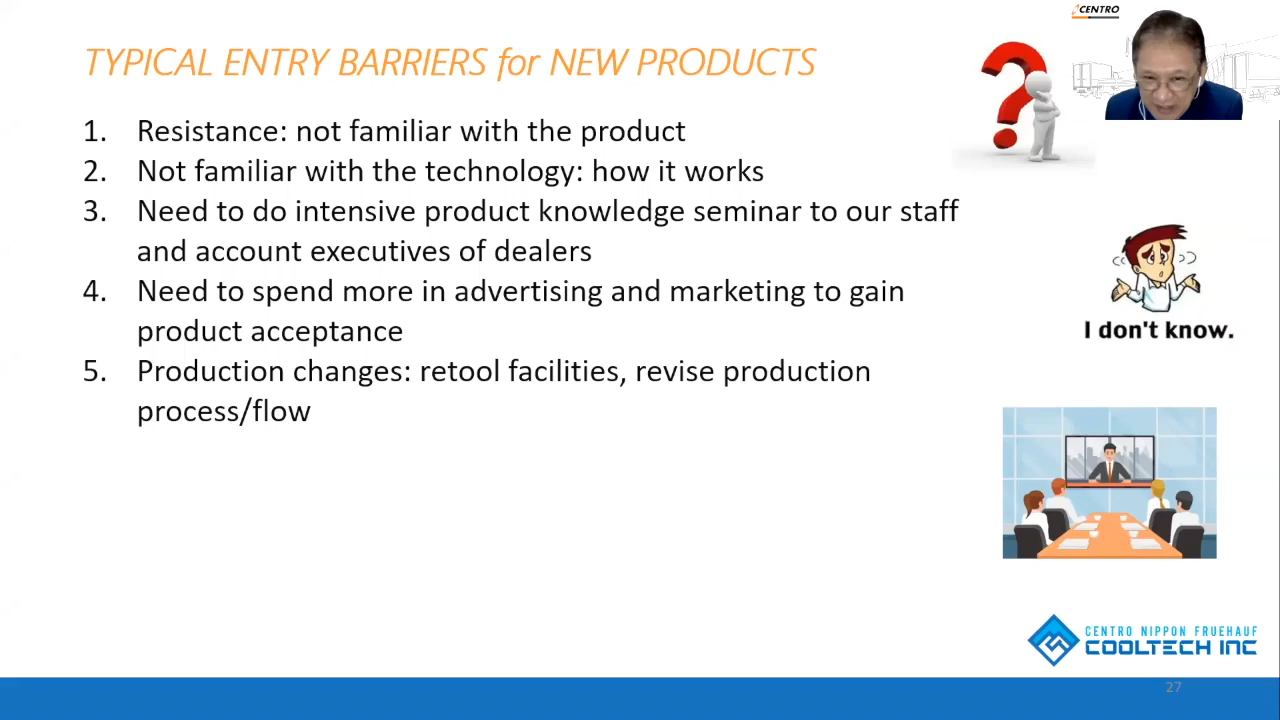 CENTRO
TYPICAL ENTRY BARRIERS for NEW PRODUCTS
1. Resistance: not familiar with the product
2. Not familiar with the technology: how it works
3. Need to do intensive product knowledge seminar to our staff
and account executives of dealers
4. Need to spend more in advertising and marketing to gain
product acceptance
5. Production changes: retool facilities, revise production
process/flow
I don't know.
CENTRO NIPPON FRUEHAUF
COOLTECH INC
27